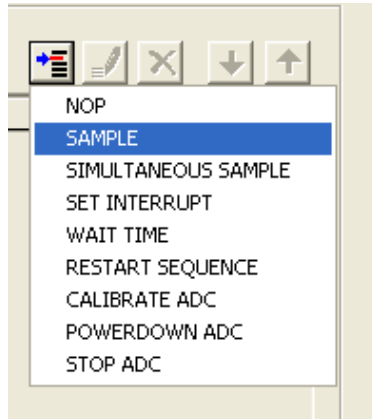 NOP
SAMPLE
SIMULTANEOUS SAMPLE
SET INTERRUPT
WAIT TIME
RESTART SEQUENCE
CALIBRATE ADC
POWERDOWN ADC
STOP ADC